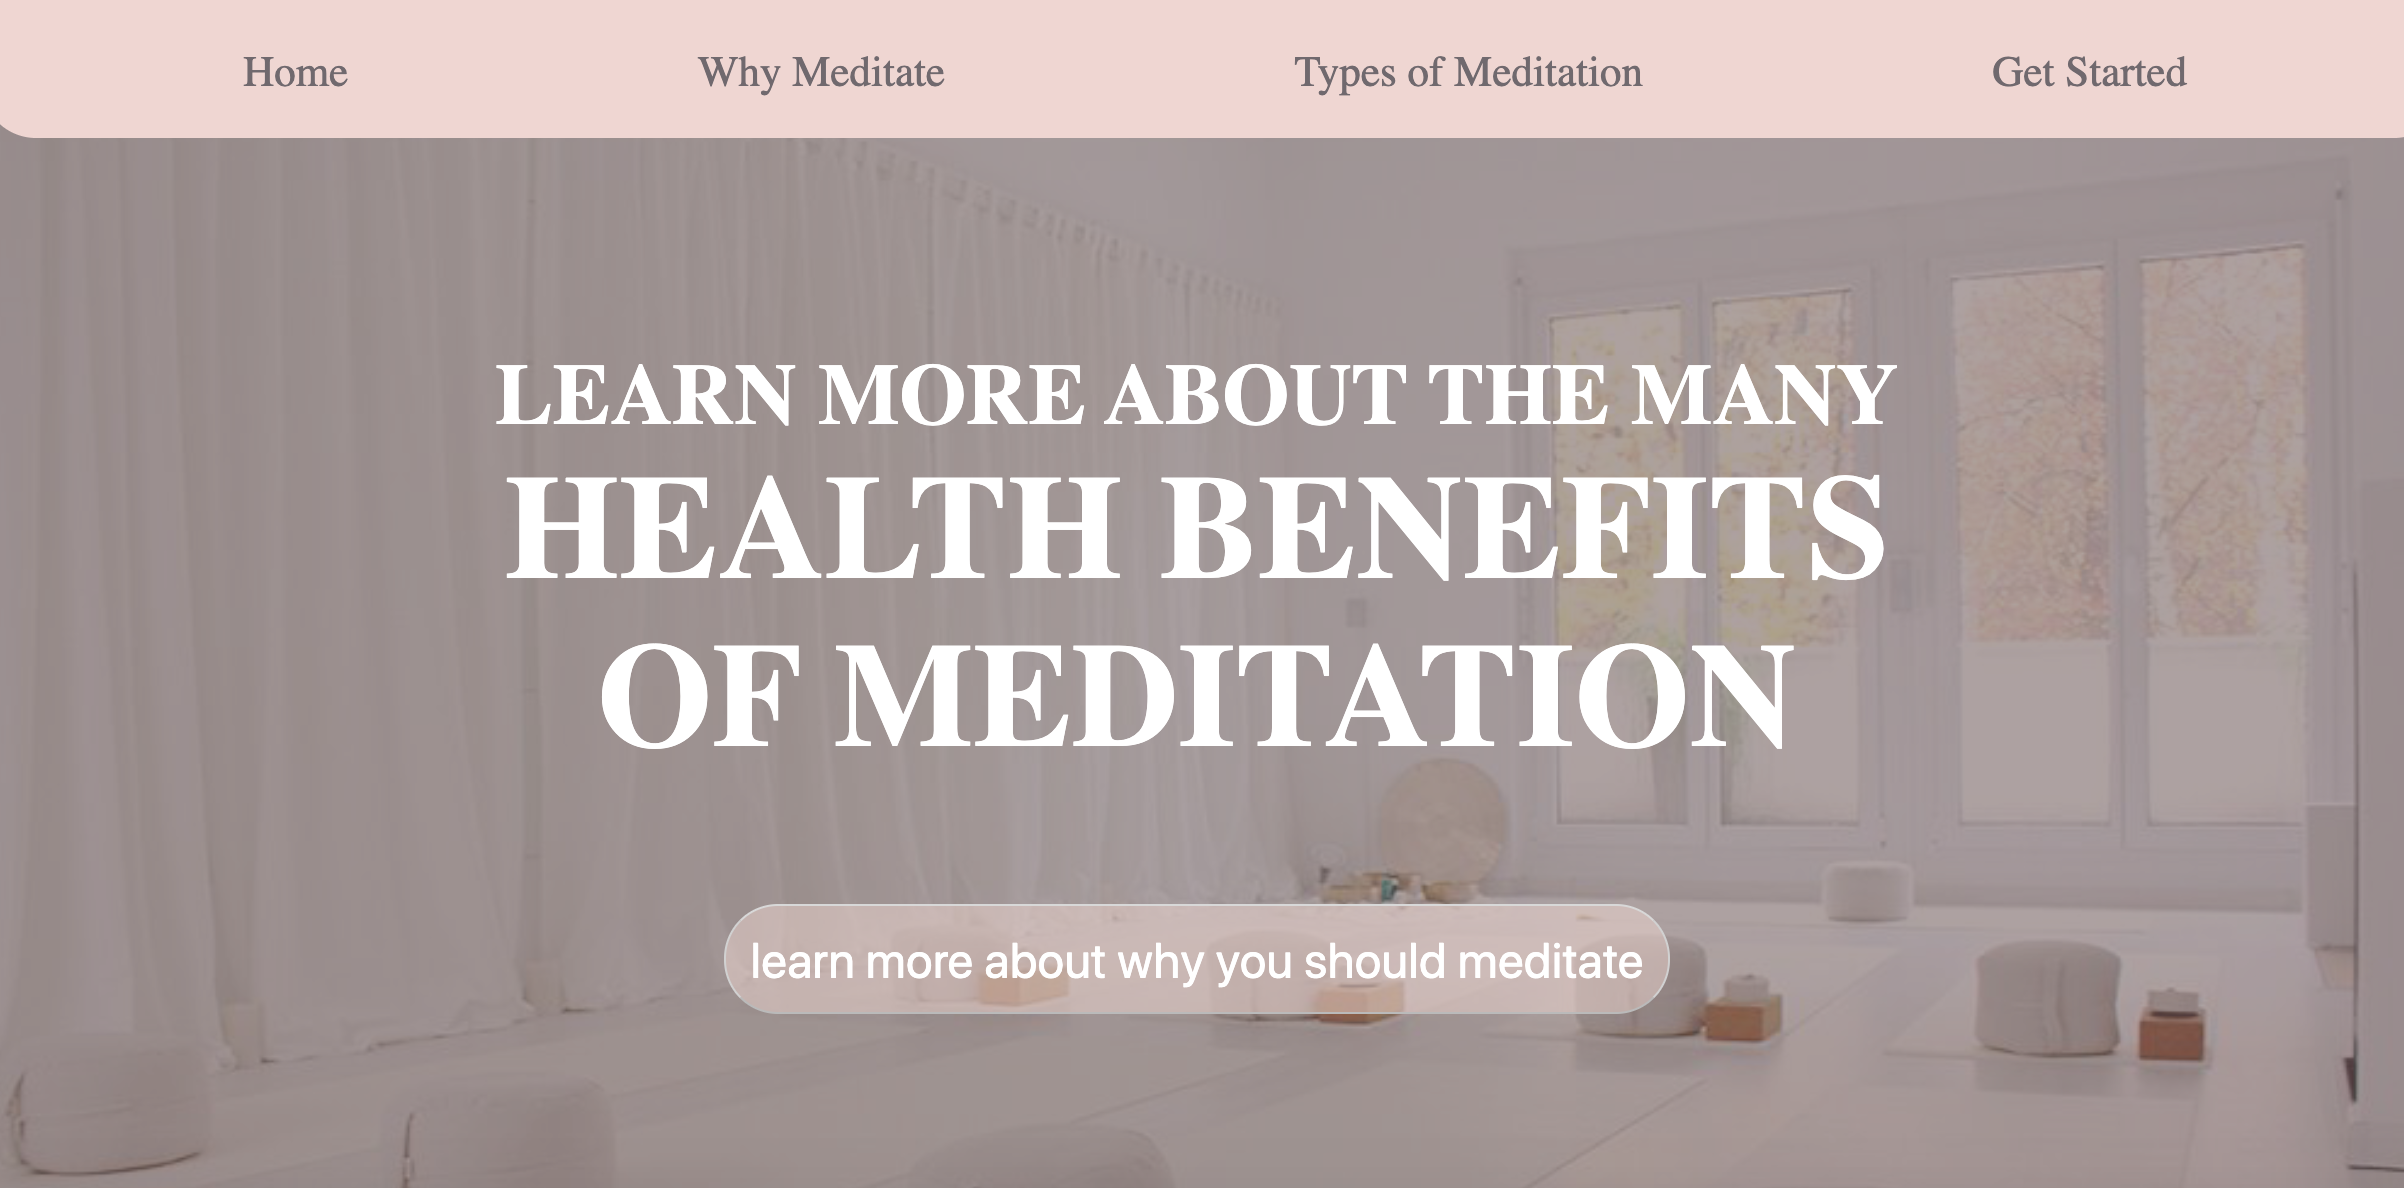 Home
Why Meditate
Types of Meditation
Get Started
LEARN MORE ABOUT THE MANY
HEALTH BENEFITS
OF MEDITATION
learn more about why you should meditate